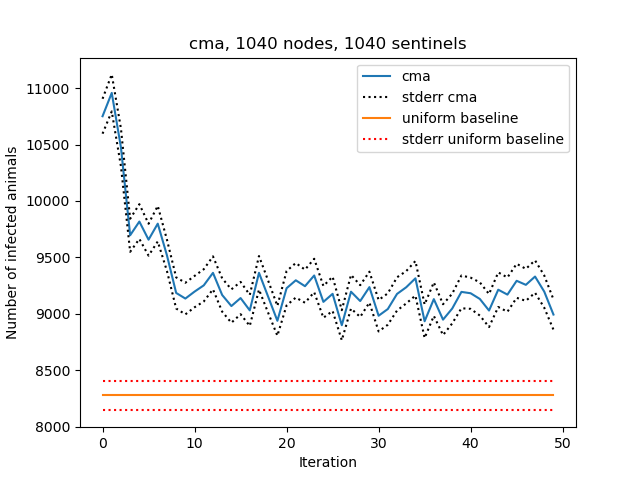 cma, 1040 nodes, 1040 sentinels
cma
stderr cma
uniform baseline
stderr uniform baseline
Number of infected animals
11000
10500
10000
9500
9000
8500
8000
0 10 20 30 40 50
Iteration